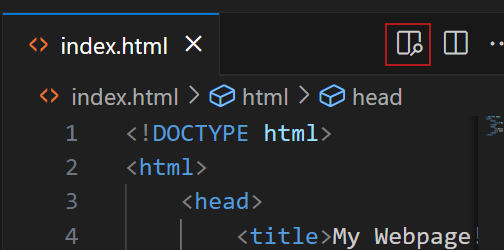 index.html
index.html > html > head
1 <!DOCTYPE html>
2 <html>
3 <head>
4 <title>My Webpage!